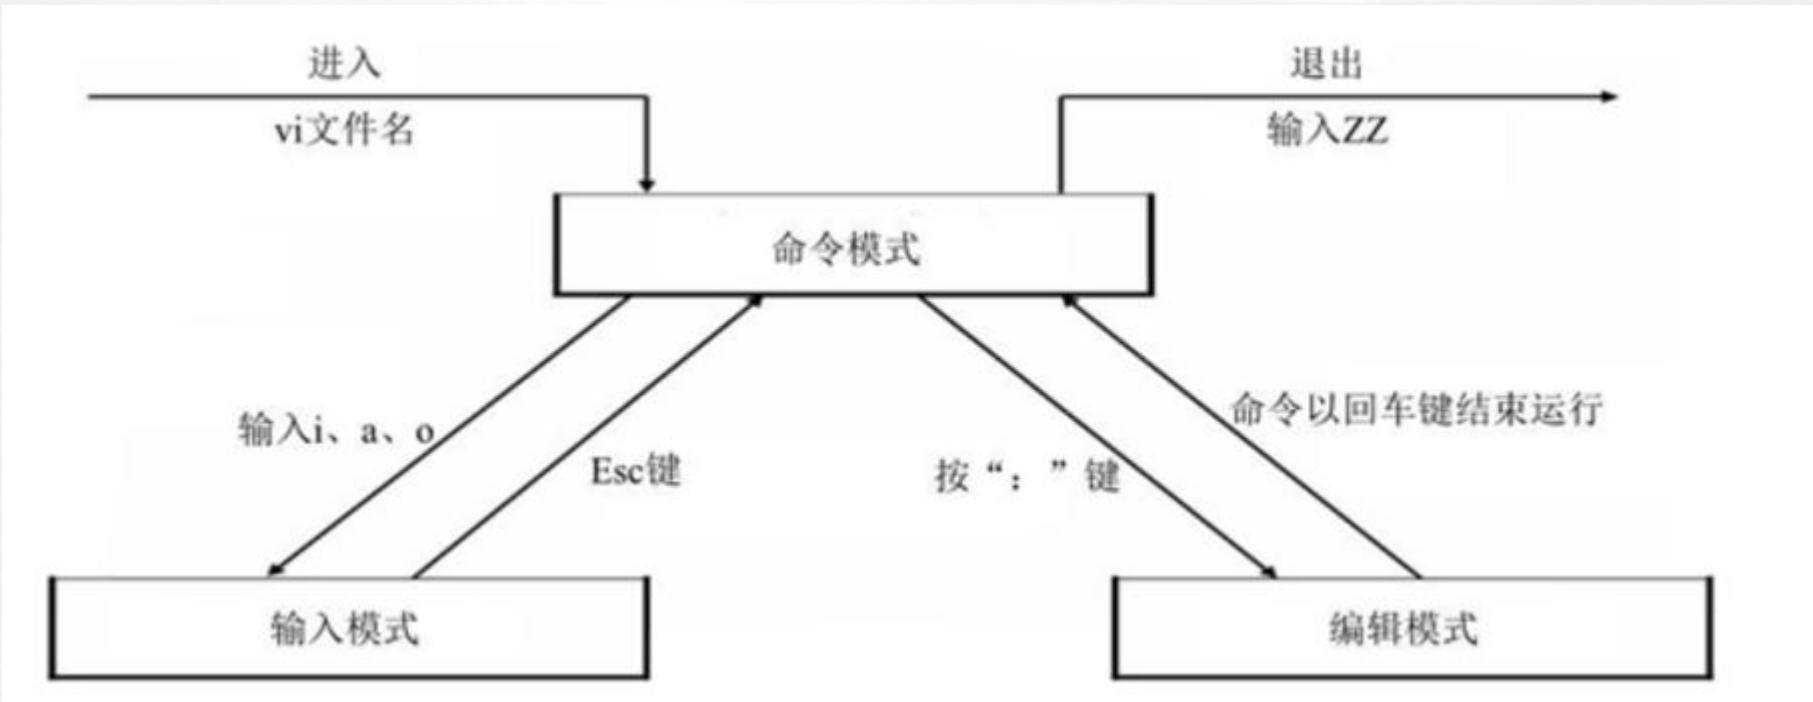 进入
vi文件名
退出
输入ZZ
命令模式
输入i、a、o
Esc键
按“：”键
命令以回车键结束运行
输入模式
编辑模式